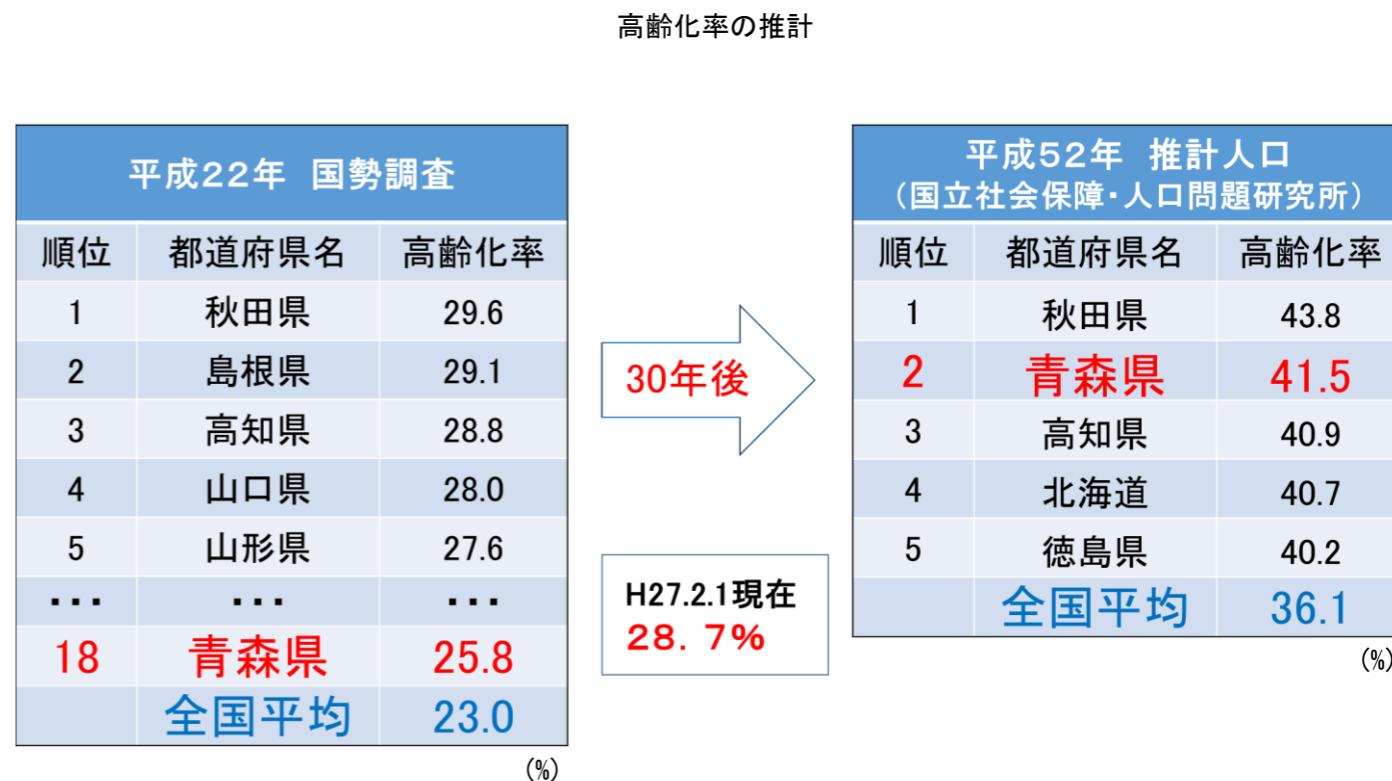 高齢化率の推計
平成22年 国勢調査
順位 都道府県名 高齢化率
1 秋田県 29.6
2 島根県 29.1
3 高知県 28.8
4 山口県 28.0
5 山形県 27.6
・・・ ・・・ ・・・
18 青森県 25.8
全国平均 23.0
(%)
30年後
H27.2.1現在
28.7%
平成52年 推計人口
(国立社会保障・人口問題研究所)
順位 都道府県名 高齢化率
1 秋田県 43.8
2 青森県 41.5
3 高知県 40.9
4 北海道 40.7
5 徳島県 40.2
全国平均 36.1
(%)